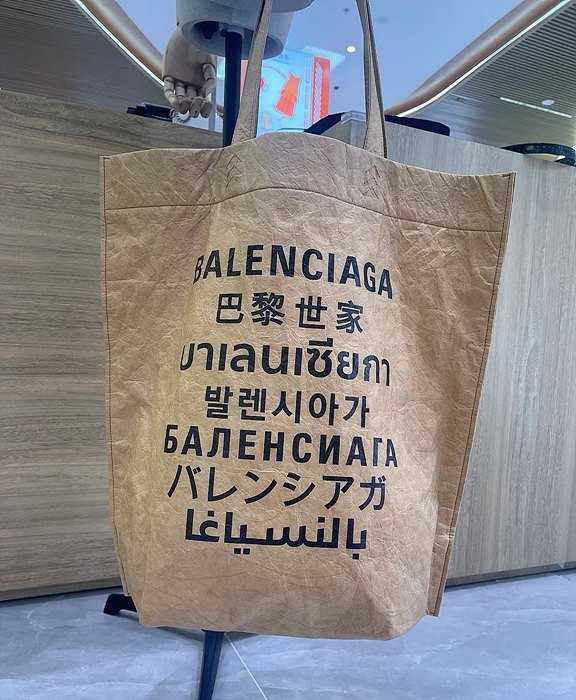 BALENCIAGA
巴黎世家
บาเลนเซียกา
발렌시아가
БАЛЕНСИАГА
バレンシアガ
بالنسياغا